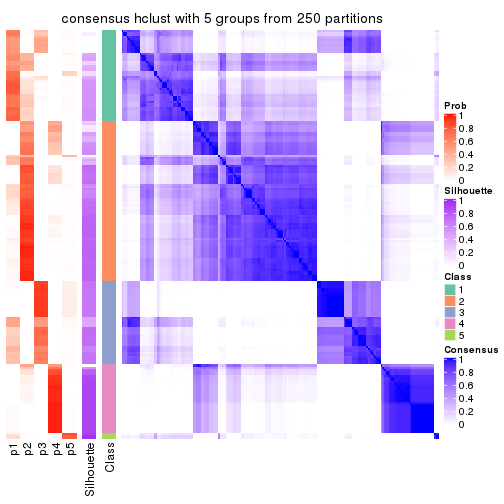 consensus hclust with 5 groups from 250 partitions
Prob
1
0.8
0.6
0.4
0.2
0
Silhouette
1
0.8
0.6
0.4
0.2
0
Class
1
2
3
4
5
Consensus
1
0.8
0.6
0.4
0.2
0
p1
p2
p3
p4
p5
Silhouette
Class